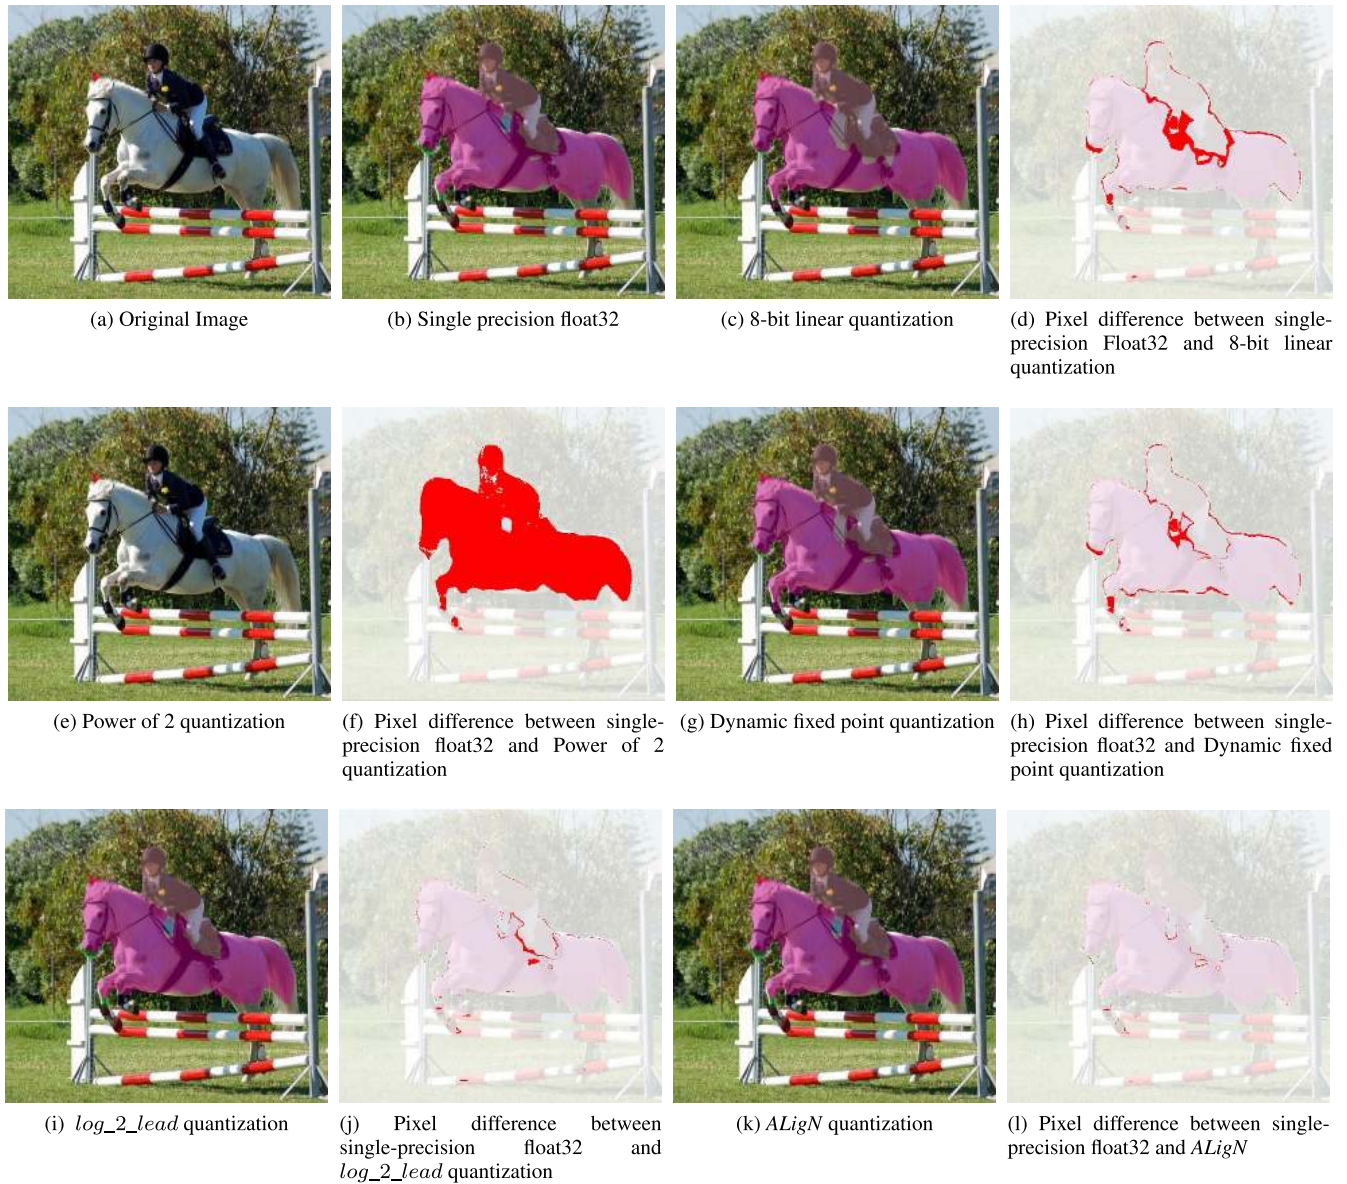 (a) Original Image
(b) Single precision float32
(c) 8-bit linear quantization
(d) Pixel difference between single-
precision Float32 and 8-bit linear
quantization
(e) Power of 2 quantization
(f) Pixel difference between single-
precision float32 and Power of 2
quantization
(g) Dynamic fixed point quantization
(h) Pixel difference between single-
precision float32 and Dynamic fixed
point quantization
(i) log_2_lead quantization
(j) Pixel difference between
single-precision float32 and
log_2_lead quantization
(k) ALigN quantization
(l) Pixel difference between single-
precision float32 and ALigN